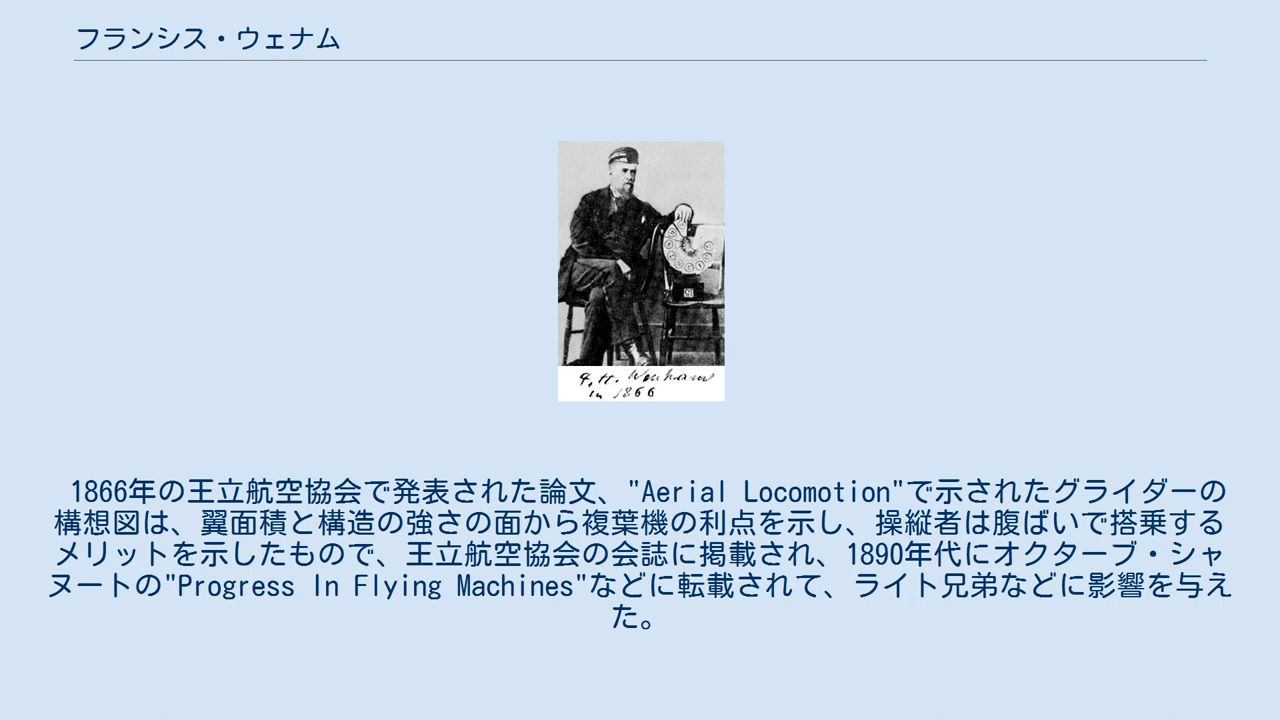 フランシス・ウェナム
F. H. Wenham
in 1866
1866年の王立航空協会で発表された論文、"Aerial Locomotion"で示されたグライダーの
構想図は、翼面積と構造の強さの面から複葉機の利点を示し、操縦者は腹ばいで搭乗する
メリットを示したもので、王立航空協会の会誌に掲載され、1890年代にオクターブ・シャ
ヌートの"Progress In Flying Machines"などに転載されて、ライト兄弟などに影響を与え
た。